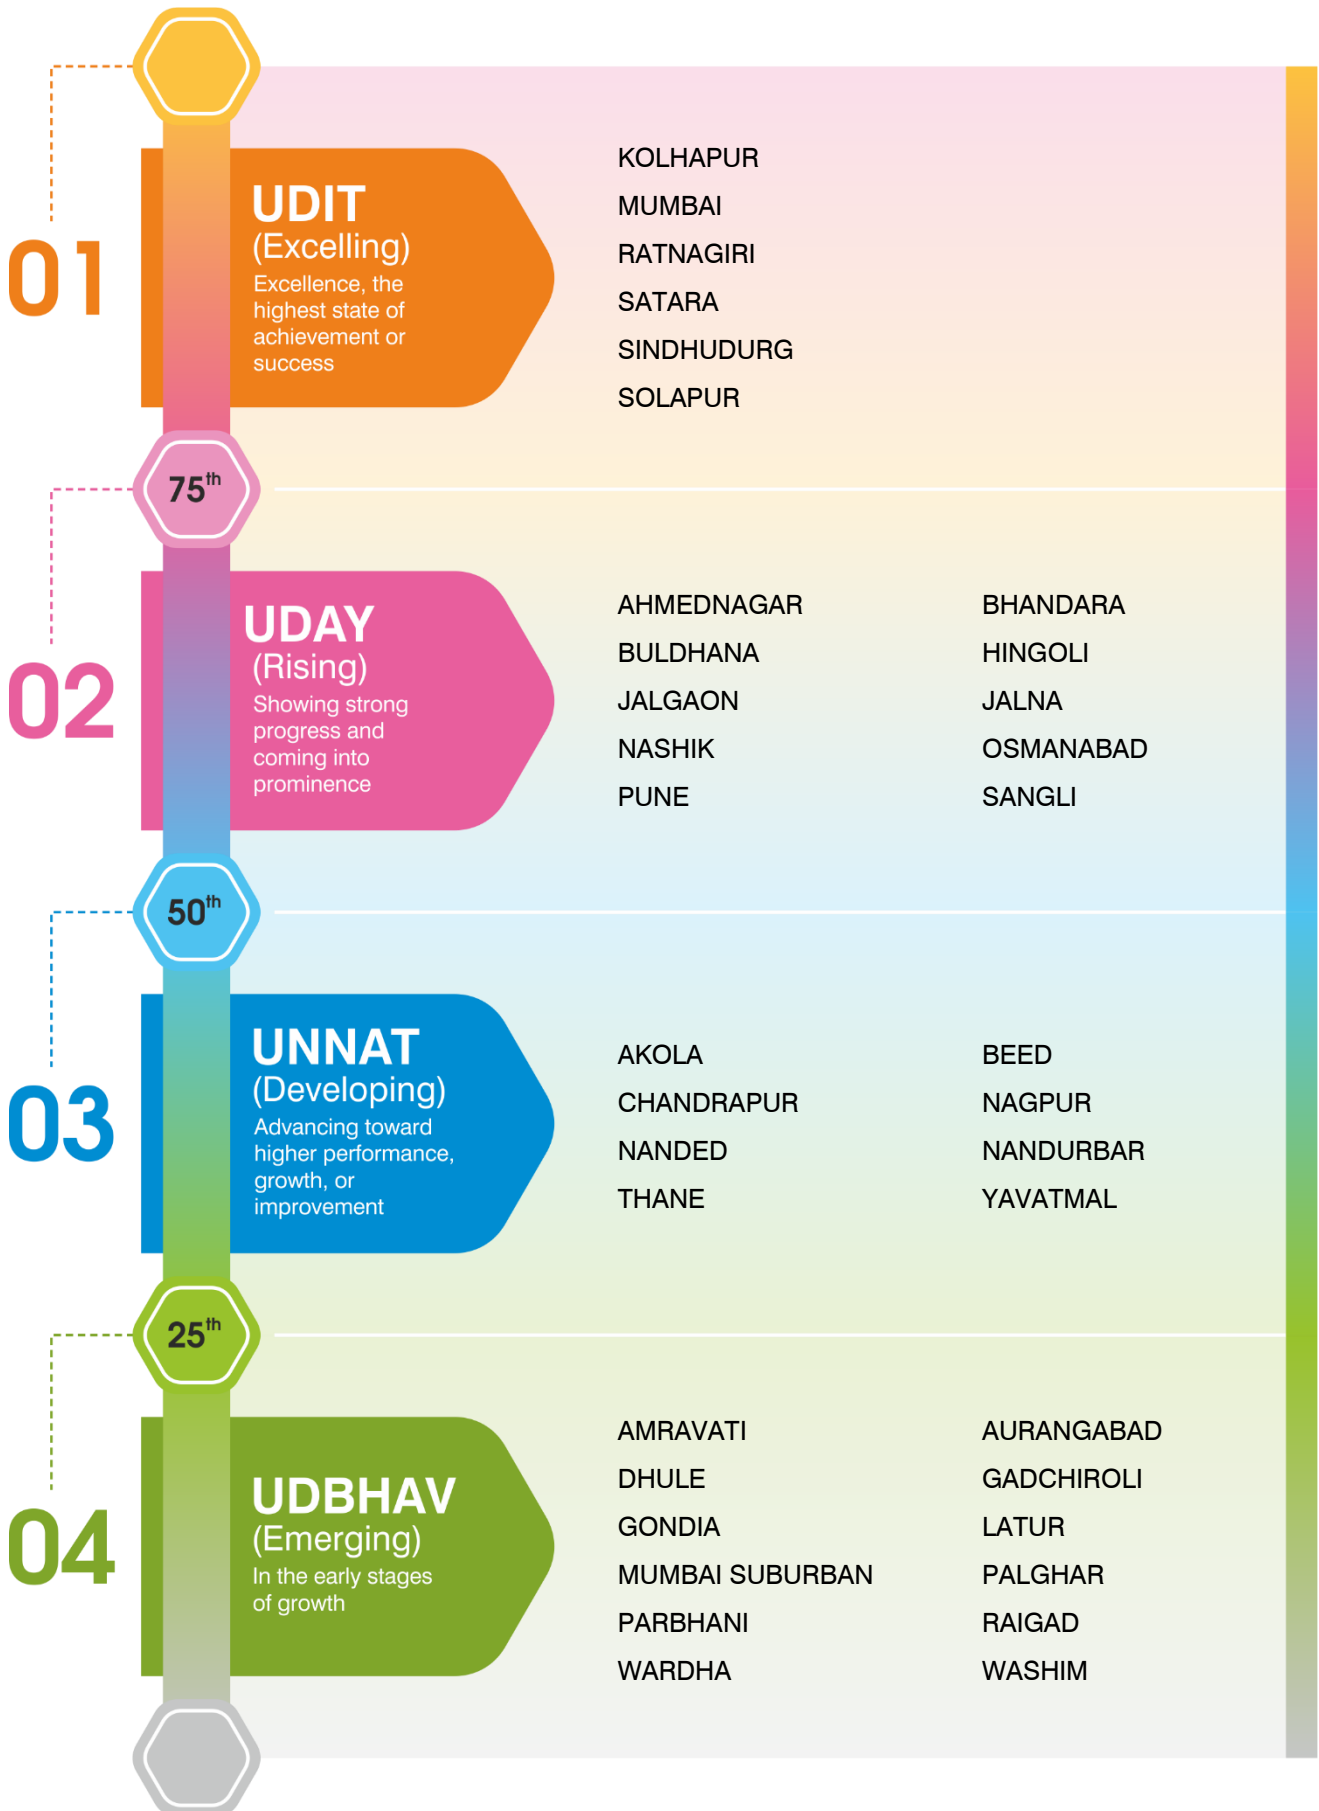 01
UDIT
(Excelling)
Excellence, the
highest state of
achievement or
success
KOLHAPUR
MUMBAI
RATNAGIRI
SATARA
SINDHUDURG
SOLAPUR
75th
02
UDAY
(Rising)
Showing strong
progress and
coming into
prominence
AHMEDNAGAR BHANDARA
BULDHANA HINGOLI
JALGAON JALNA
NASHIK OSMANABAD
PUNE SANGLI
50th
03
UNNAT
(Developing)
Advancing toward
higher performance,
growth, or
improvement
AKOLA BEED
CHANDRAPUR NAGPUR
NANDED NANDURBAR
THANE YAVATMAL
25th
04
UDBHAV
(Emerging)
In the early stages
of growth
AMRAVATI AURANGABAD
DHULE GADCHIROLI
GONDIA LATUR
MUMBAI SUBURBAN PALGHAR
PARBHANI RAIGAD
WARDHA WASHIM